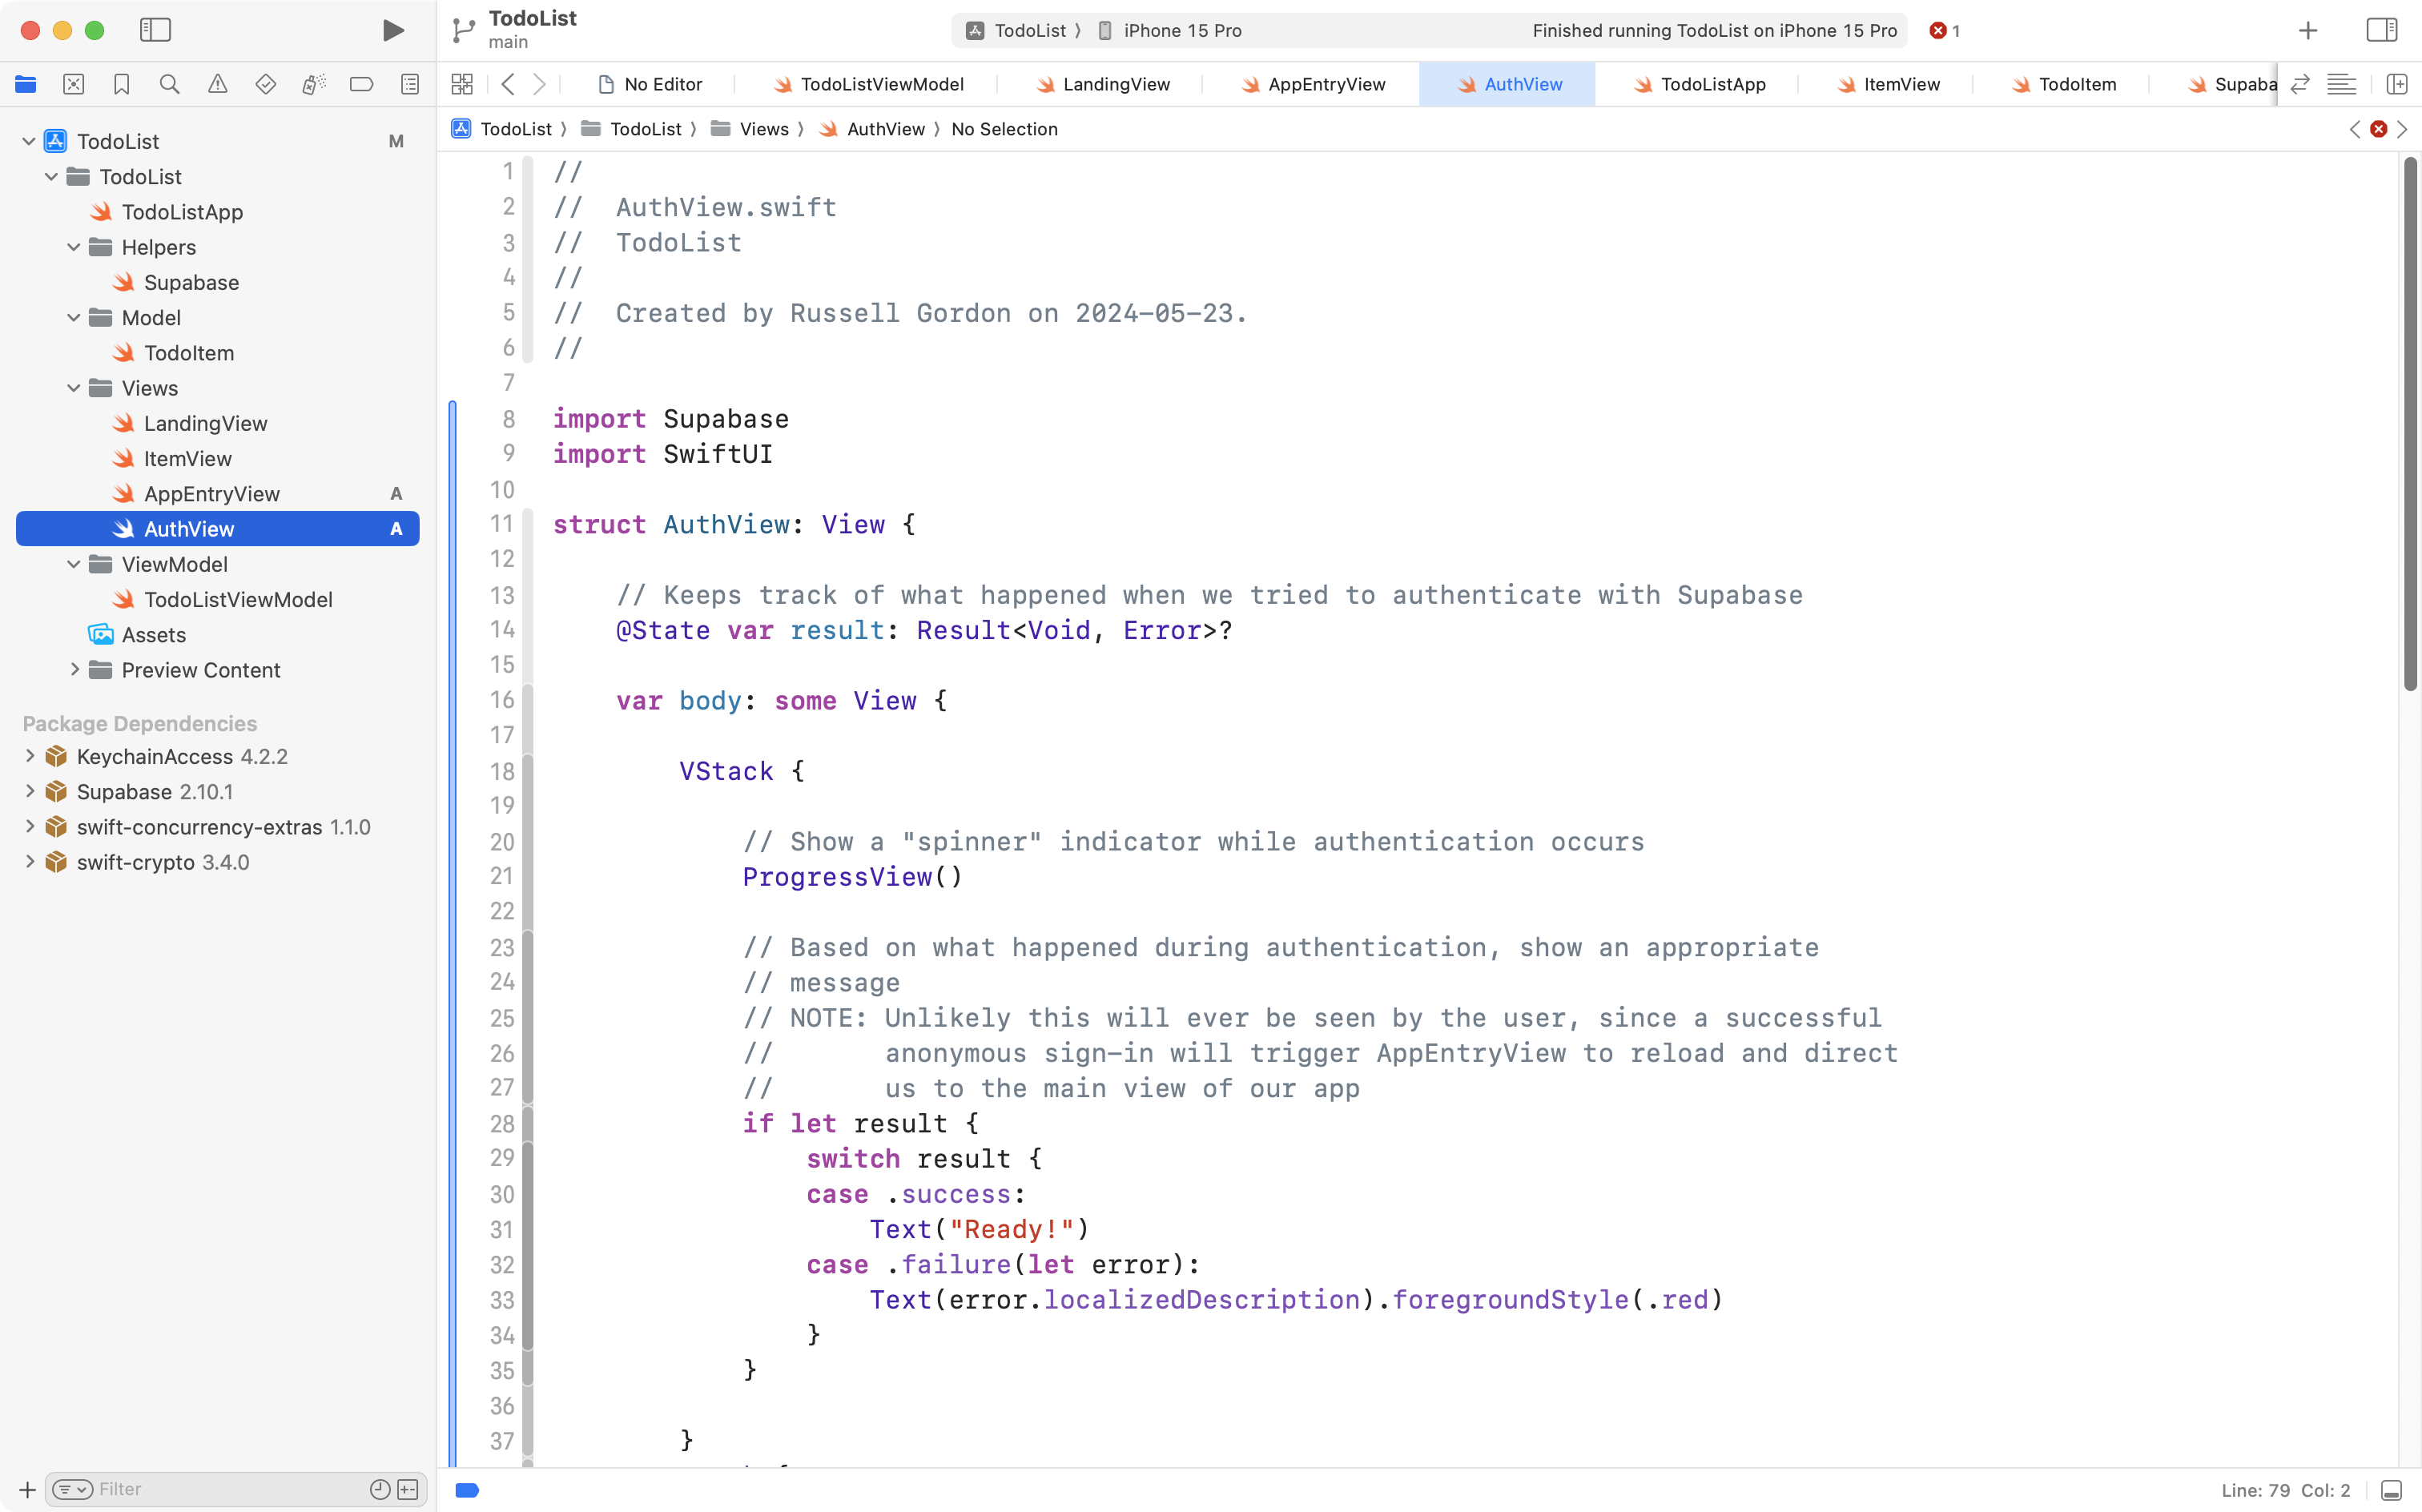 TodoList
main
TodoList ⟩ iPhone 15 Pro
Finished running TodoList on iPhone 15 Pro
1
No Editor
TodoListViewModel
LandingView
AppEntryView
AuthView
TodoListApp
ItemView
TodoItem
Supaba
TodoList ⟩ TodoList ⟩ Views ⟩ AuthView ⟩ No Selection
TodoList M
TodoList
TodoListApp
Helpers
Supabase
Model
TodoItem
Views
LandingView
ItemView
AppEntryView A
AuthView A
ViewModel
TodoListViewModel
Assets
Preview Content
Package Dependencies
KeychainAccess 4.2.2
Supabase 2.10.1
swift-concurrency-extras 1.1.0
swift-crypto 3.4.0
Filter
1 //
2 //  AuthView.swift
3 //  TodoList
4 //
5 //  Created by Russell Gordon on 2024-05-23.
6 //
7
8 import Supabase
9 import SwiftUI
10
11 struct AuthView: View {
12
13     // Keeps track of what happened when we tried to authenticate with Supabase
14     @State var result: Result<Void, Error>?
15
16     var body: some View {
17
18         VStack {
19
20             // Show a "spinner" indicator while authentication occurs
21             ProgressView()
22
23             // Based on what happened during authentication, show an appropriate
24             // message
25             // NOTE: Unlikely this will ever be seen by the user, since a successful
26             //       anonymous sign-in will trigger AppEntryView to reload and direct
27             //       us to the main view of our app
28             if let result {
29                 switch result {
30                 case .success:
31                     Text("Ready!")
32                 case .failure(let error):
33                     Text(error.localizedDescription).foregroundStyle(.red)
34                 }
35             }
36
37         }
Line: 79 Col: 2